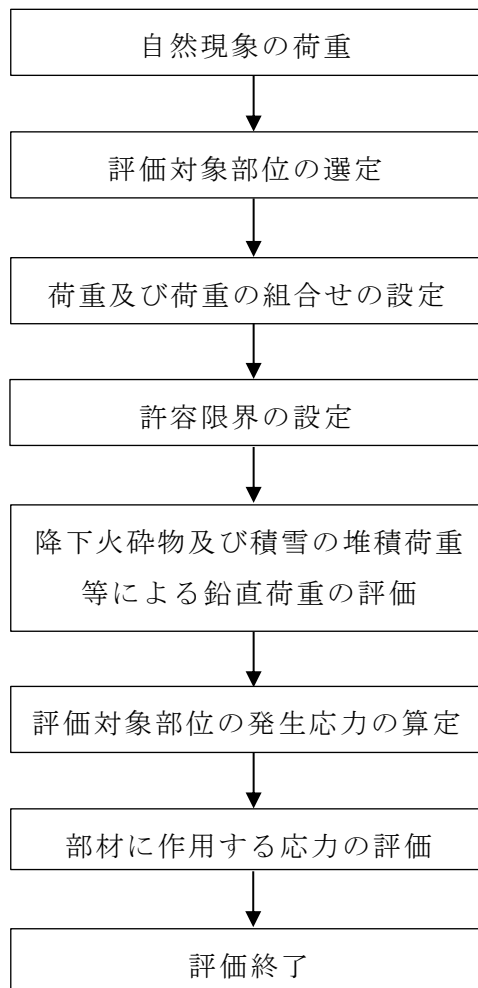 自然現象の荷重
評価対象部位の選定
荷重及び荷重の組合せの設定
許容限界の設定
降下火砕物及び積雪の堆積荷重
等による鉛直荷重の評価
評価対象部位の発生応力の算定
部材に作用する応力の評価
評価終了